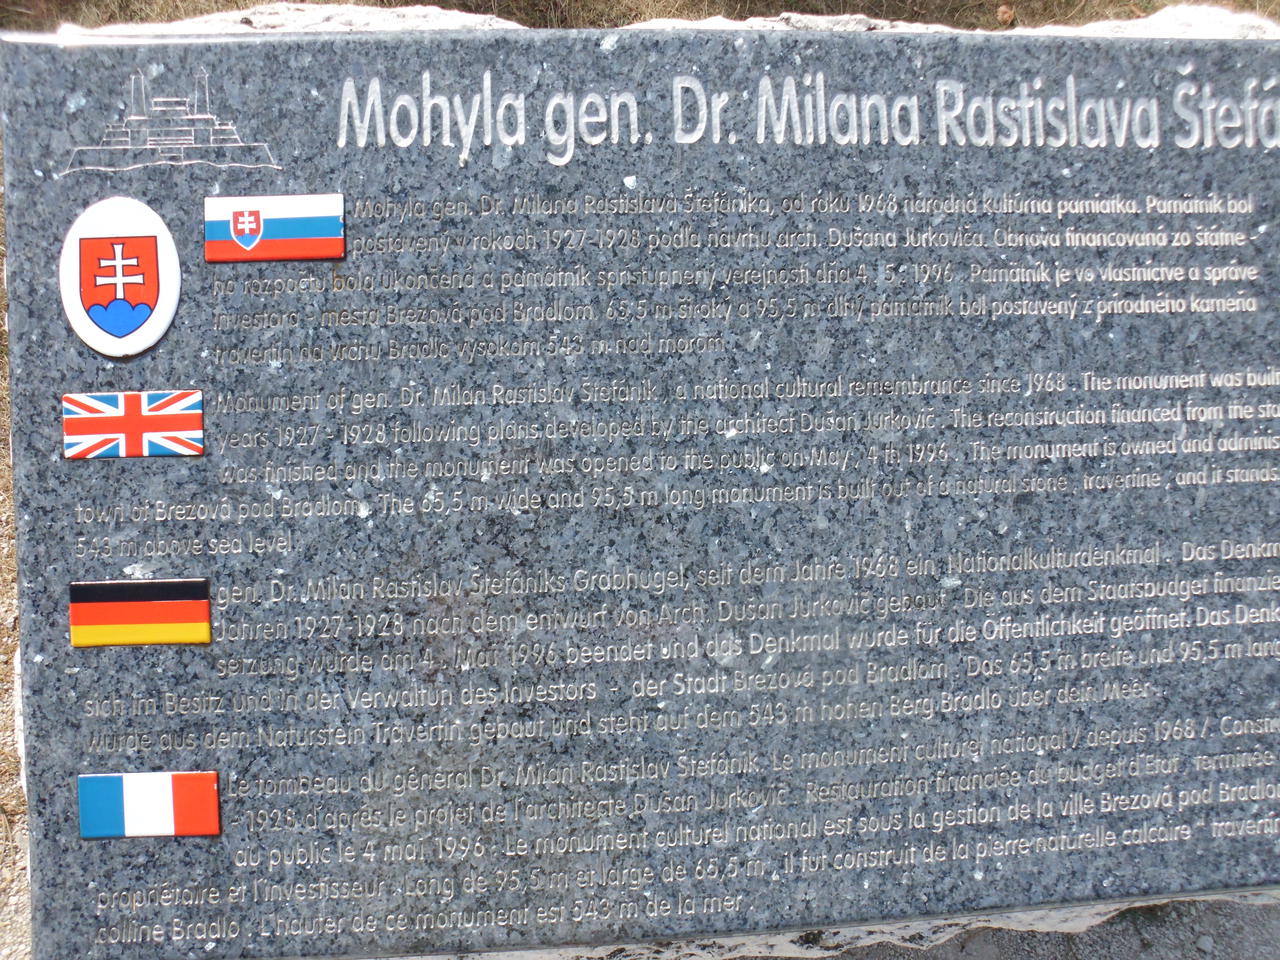 Mohyla gen. Dr. Milana Rastislava Štefá
Mohyla gen. Dr. Milana Rastislava Štefánika, od roku 1968 národná kultúrna pamiatka. Pamätník bol
postavený v rokoch 1927-1928 podľa návrhu arch. Dušana Jurkoviča. Obnova financovaná zo štátne -
ho rozpočtu bola ukončená a pamätník sprístupnený verejnosti dňa 4. 5. 1996. Pamätník je vo vlastníctve a správe
investora - mesta Brezová pod Bradlom. 65,5 m široký a 95,5 m dlhý pamätník bol postavený z prírodného kameňa
travertín na vrchu Bradlo vysokom 543 m nad morom.
Monument of gen. Dr. Milan Rastislav Štefánik, a national cultural remembrance since 1968. The monument was built
years 1927 - 1928 following plans developed by the architect Dušan Jurkovič. The reconstruction financed from the sta
was finished and the monument was opened to the public on May, 4 th 1996. The monument is owned and adminis
town of Brezová pod Bradlom. The 65,5 m wide and 95,5 m long monument is built out of a natural stone, travertine, and it stands
543 m above sea level.
gen. Dr. Milan Rastislav Štefániks Grabhugel, seit dem Jahre 1968 ein Nationalkulturdenkmal. Das Denkm
Jahren 1927-1928 nach dem entwurf von Arch. Dušan Jurkovič gebaut. Die aus dem Staatsbudget finanzie
setzung wurde am 4. Mai 1996 beendet und das Denkmal wurde für die Öffentlichkeit geöffnet. Das Denk
sich im Besitz und in der Verwaltun des Investors - der Stadt Brezová pod Bradlom. Das 65,5 m breite und 95,5 m lang
wurde aus dem Naturstein Travertin gebaut und steht auf dem 543 m hohen Berg Bradlo über dem Meer.
Le tombeau du général Dr. Milan Rastislav Štefánik. Le monument culturel national / depuis 1968 /. Constr
1928 d'aprés le projet de l'architecte Dušan Jurkovič. Restauration financiée du budget d'État, terminée
au public le 4 mai 1996. Le monument culturel national est sous la gestion de la ville Brezová pod Bradlo
propriétaire et l'investisseur. Long de 95,5 m et large de 65,5 m, il fut construit de la pierre naturelle calcaire " travertin
colline Bradlo. L'hauter de ce monument est 543 m de la mer.